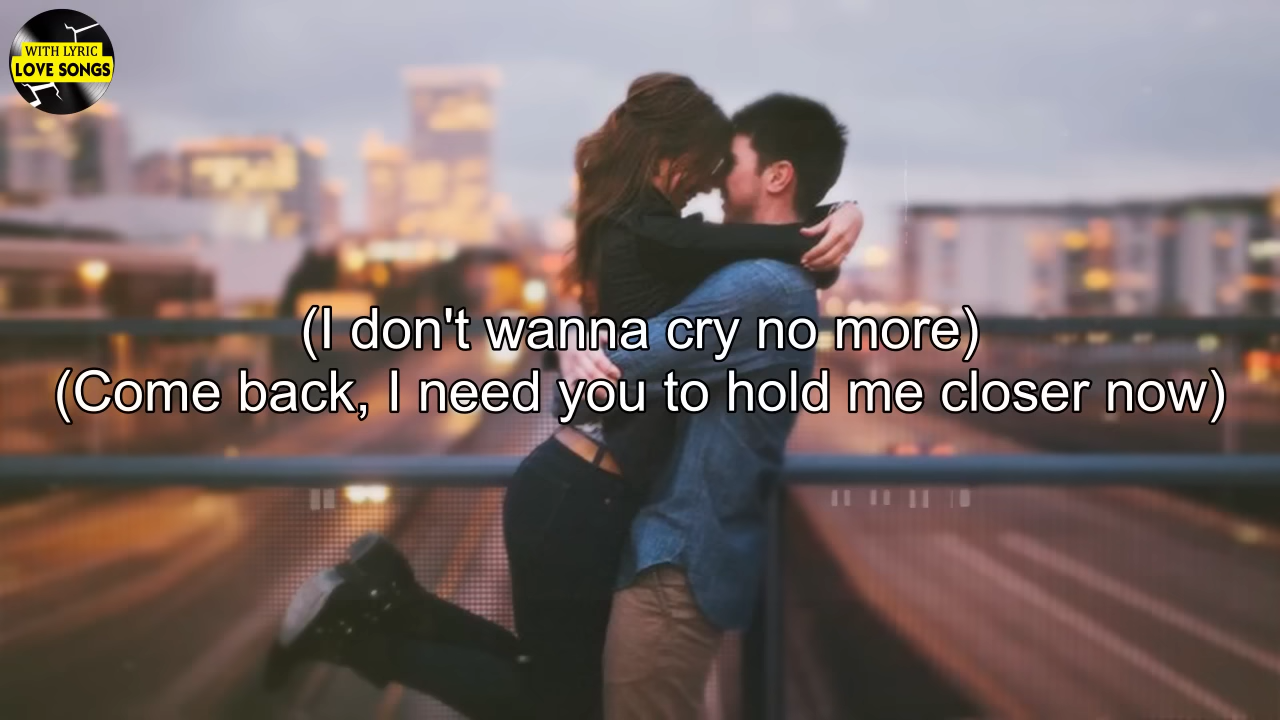 WITH LYRIC
LOVE SONGS
(I don't wanna cry no more)
(Come back, I need you to hold me closer now)